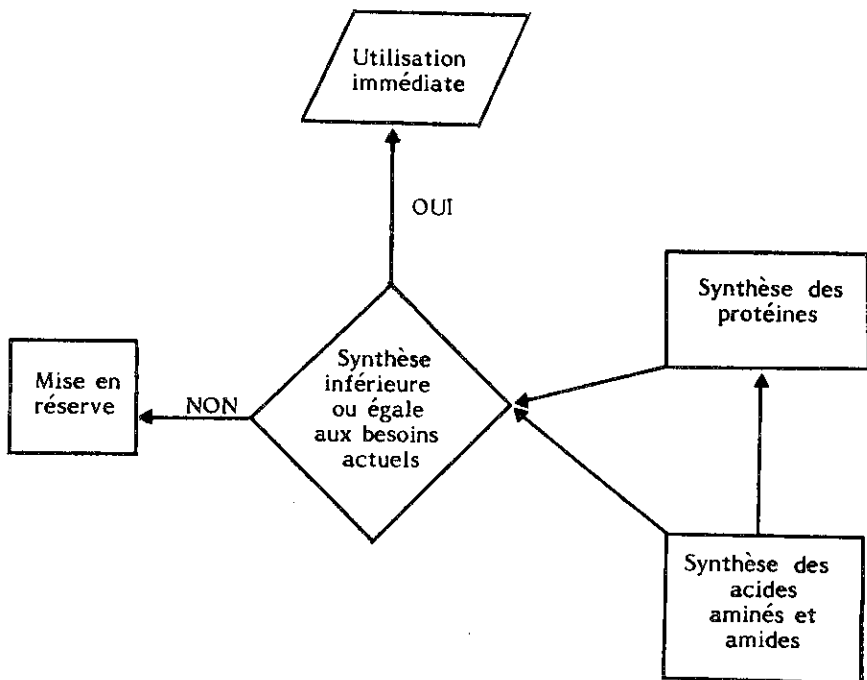 Utilisation
immédiate
OUI
Synthèse des
protéines
Synthèse
inférieure
ou égale
aux besoins
actuels
NON
Mise en
réserve
Synthèse des
acides
aminés et
amides